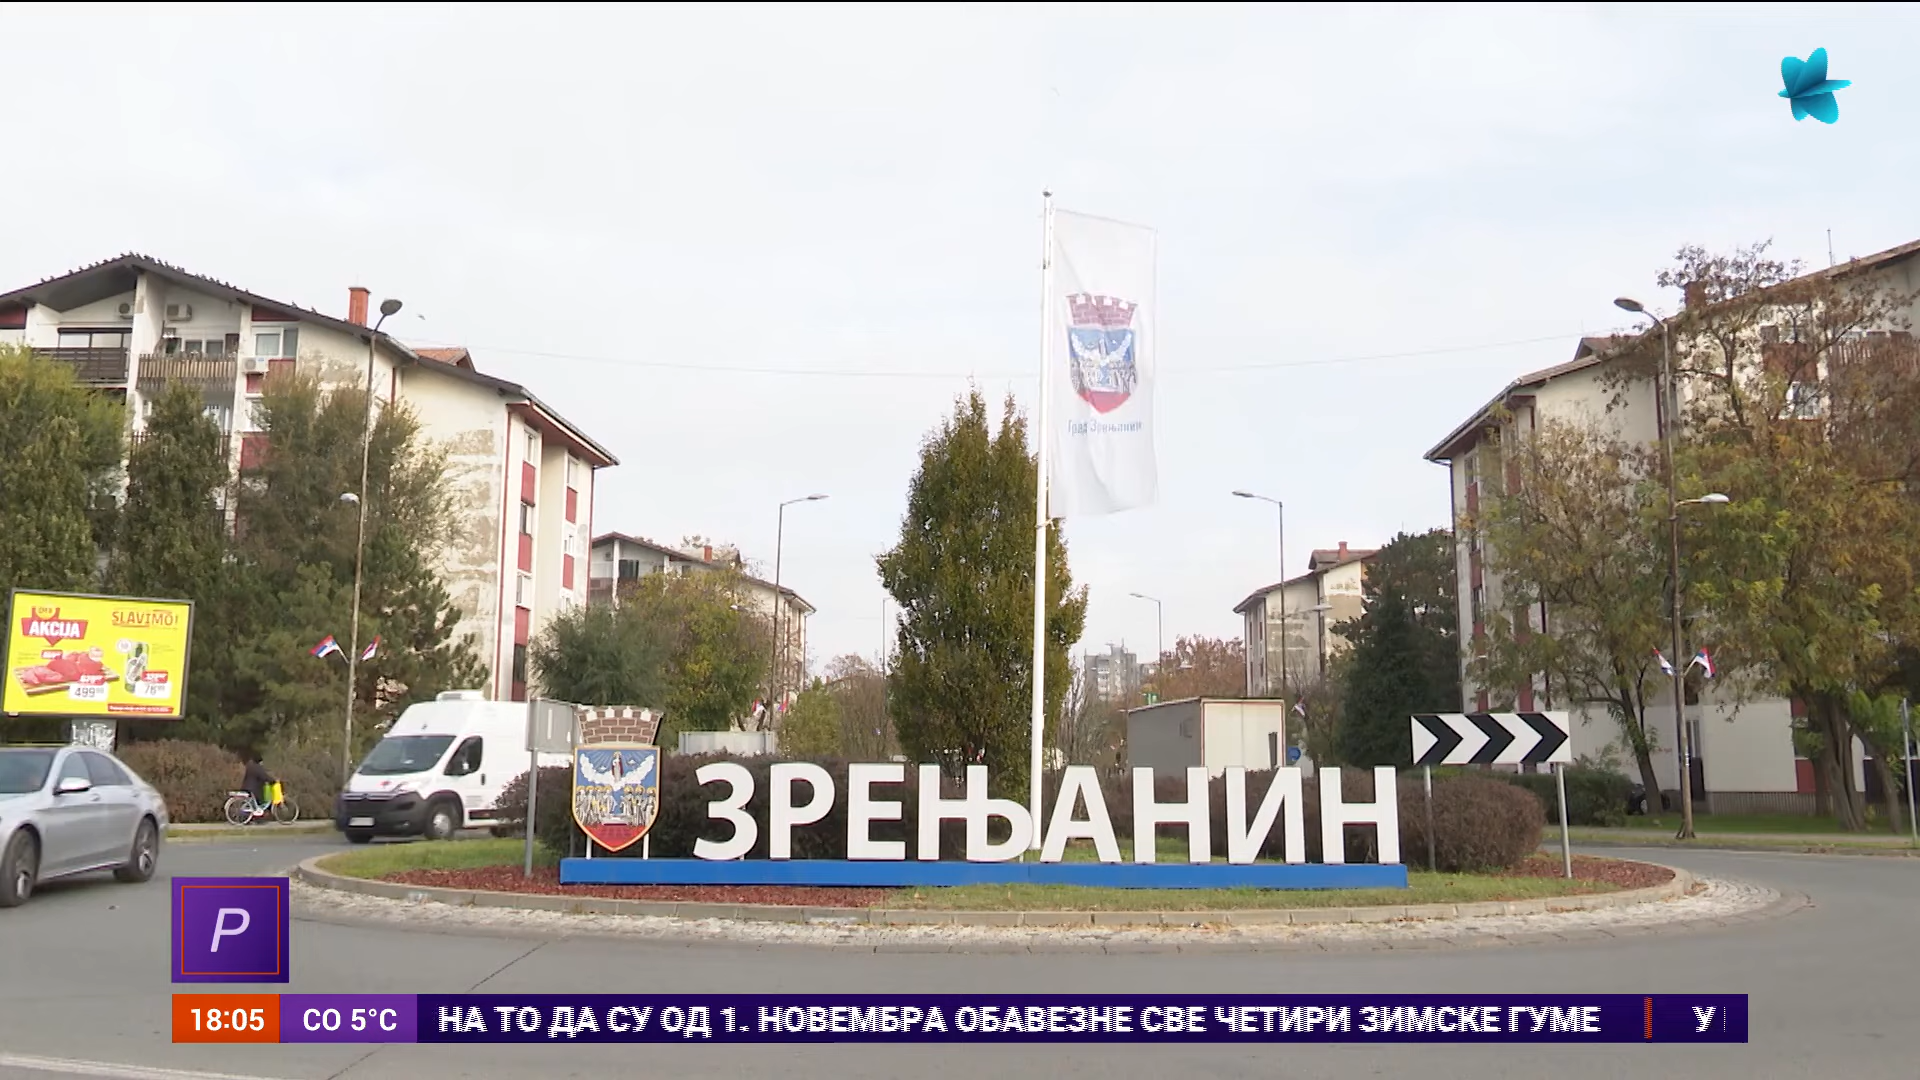 Град Зрењанин
AKCIJA
SLAVIMO!
499
78
ЗРЕЊАНИН
P
18:05
СО 5°C
НА ТО ДА СУ ОД 1. НОВЕМБРА ОБАВЕЗНЕ СВЕ ЧЕТИРИ ЗИМСКЕ ГУМЕ
У